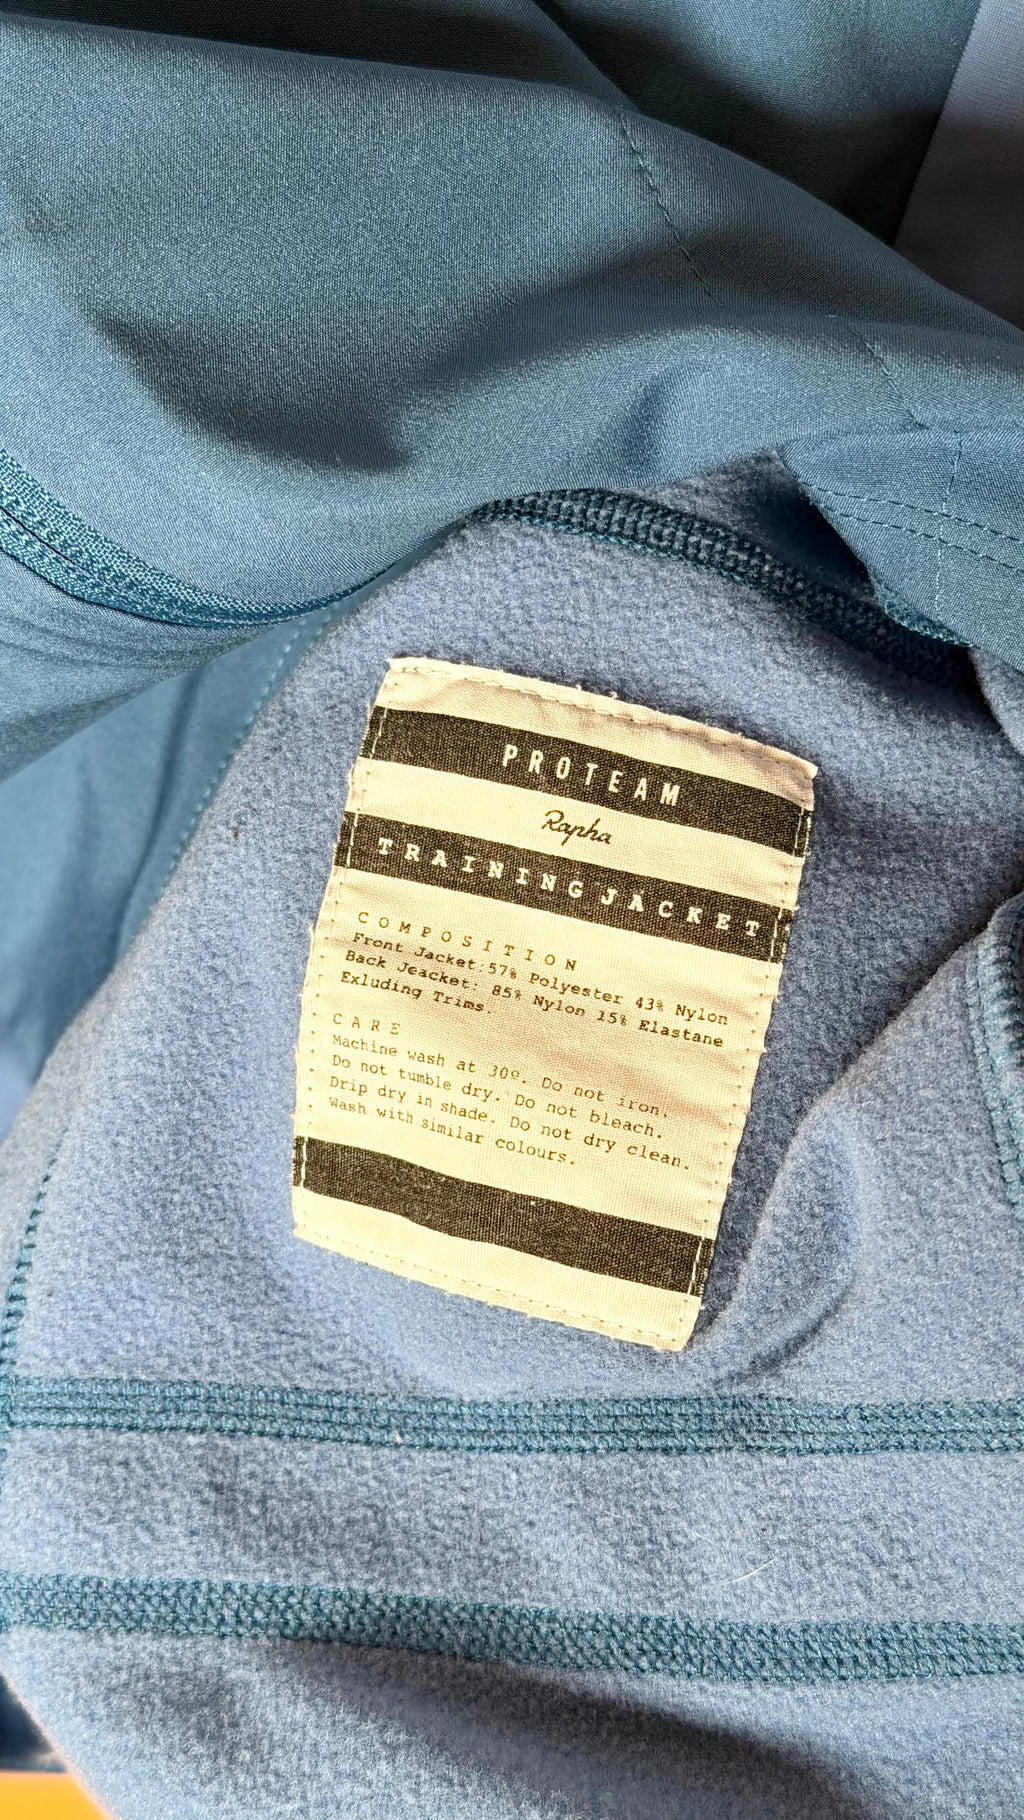 PROTEAM
Rapha
TRAINING JACKET
COMPOSITION
Front Jacket:57% Polyester 43% Nylon
Back Jeacket: 85% Nylon 15% Elastane
Exluding Trims.
CARE
Machine wash at 30º. Do not iron.
Do not tumble dry. Do not bleach.
Drip dry in shade. Do not dry clean.
Wash with similar colours.